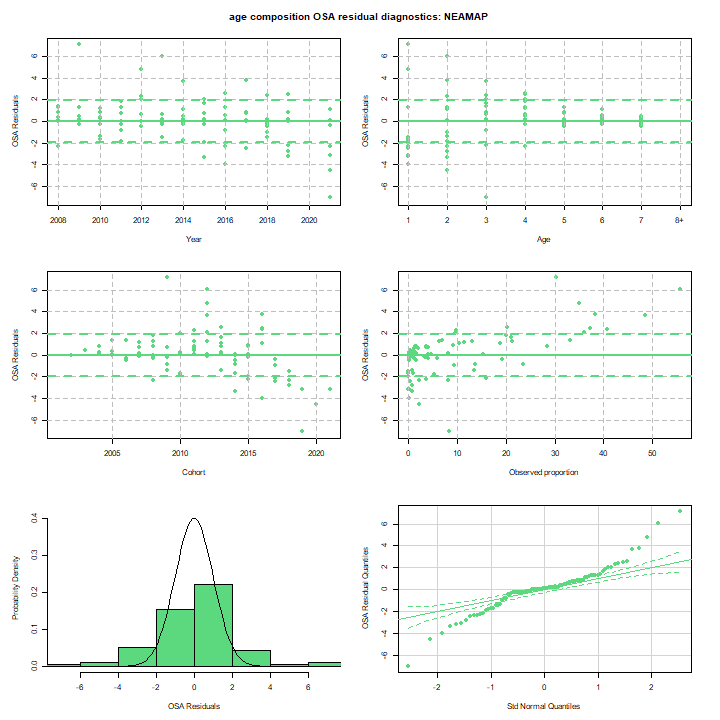 age composition OSA residual diagnostics: NEAMAP
OSA Residuals
6
4
2
0
-2
-4
-6
2008 2010 2012 2014 2016 2018 2020
Year
OSA Residuals
6
4
2
0
-2
-4
-6
1 2 3 4 5 6 7 8+
Age
OSA Residuals
6
4
2
0
-2
-4
-6
2005 2010 2015 2020
Cohort
OSA Residuals
6
4
2
0
-2
-4
-6
0 10 20 30 40 50
Observed proportion
Probability Density
0.4
0.3
0.2
0.1
0.0
-6 -4 -2 0 2 4 6
OSA Residuals
OSA Residual Quantiles
6
4
2
0
-2
-4
-6
-2 -1 0 1 2
Std Normal Quantiles